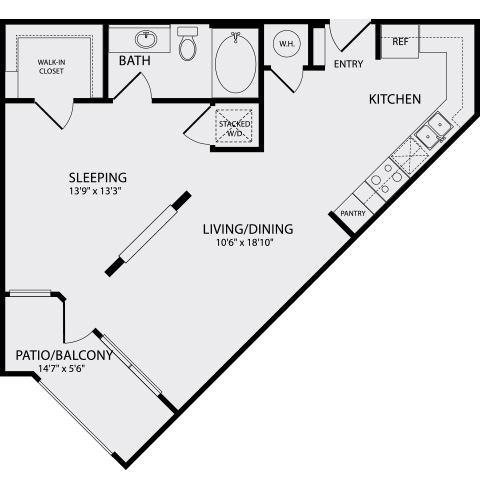 WALK-IN
CLOSET
BATH
W.H.
ENTRY
REF
KITCHEN
STACKED
W/D
SLEEPING
13'9" x 13'3"
LIVING/DINING
10'6" x 18'10"
PANTRY
PATIO/BALCONY
14'7" x 5'6"